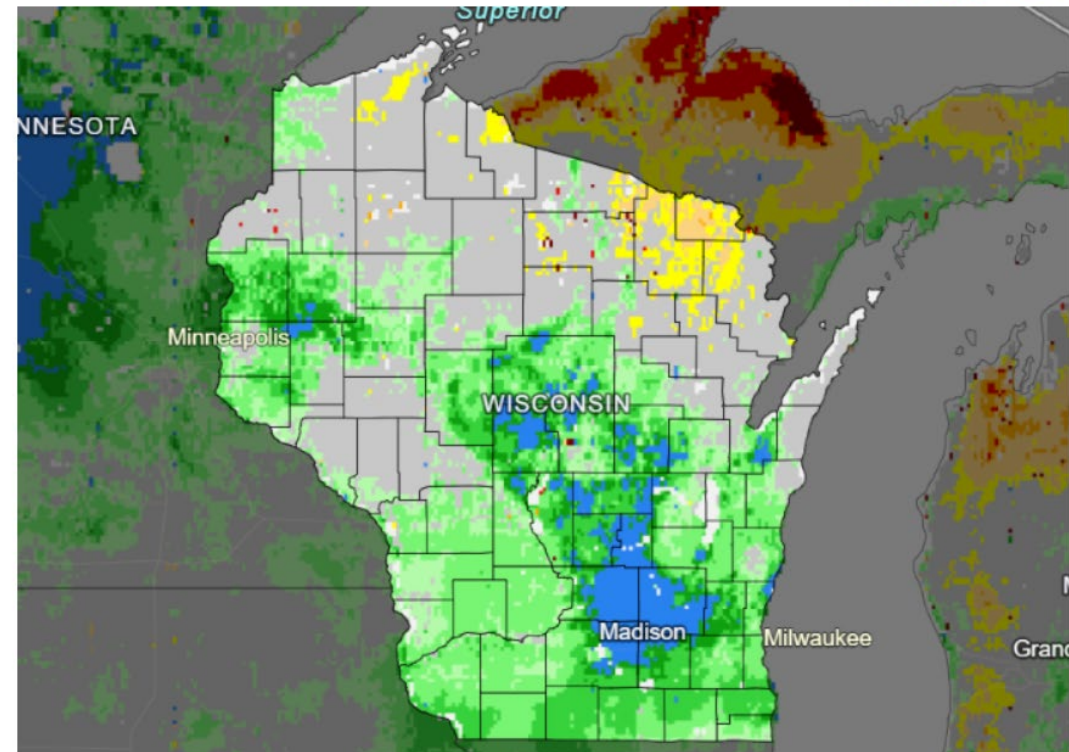 Superior
NNESOTA
Minneapolis
WISCONSIN
Madison
Milwaukee
M
Grand